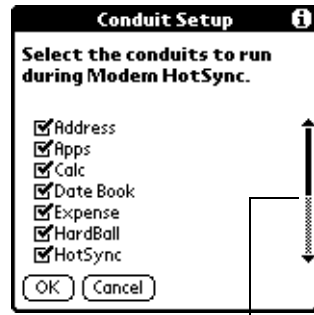 Conduit Setup
Select the conduits to run
during Modem HotSync.
Address
Apps
Calc
Date Book
Expense
HardBall
HotSync
OK Cancel